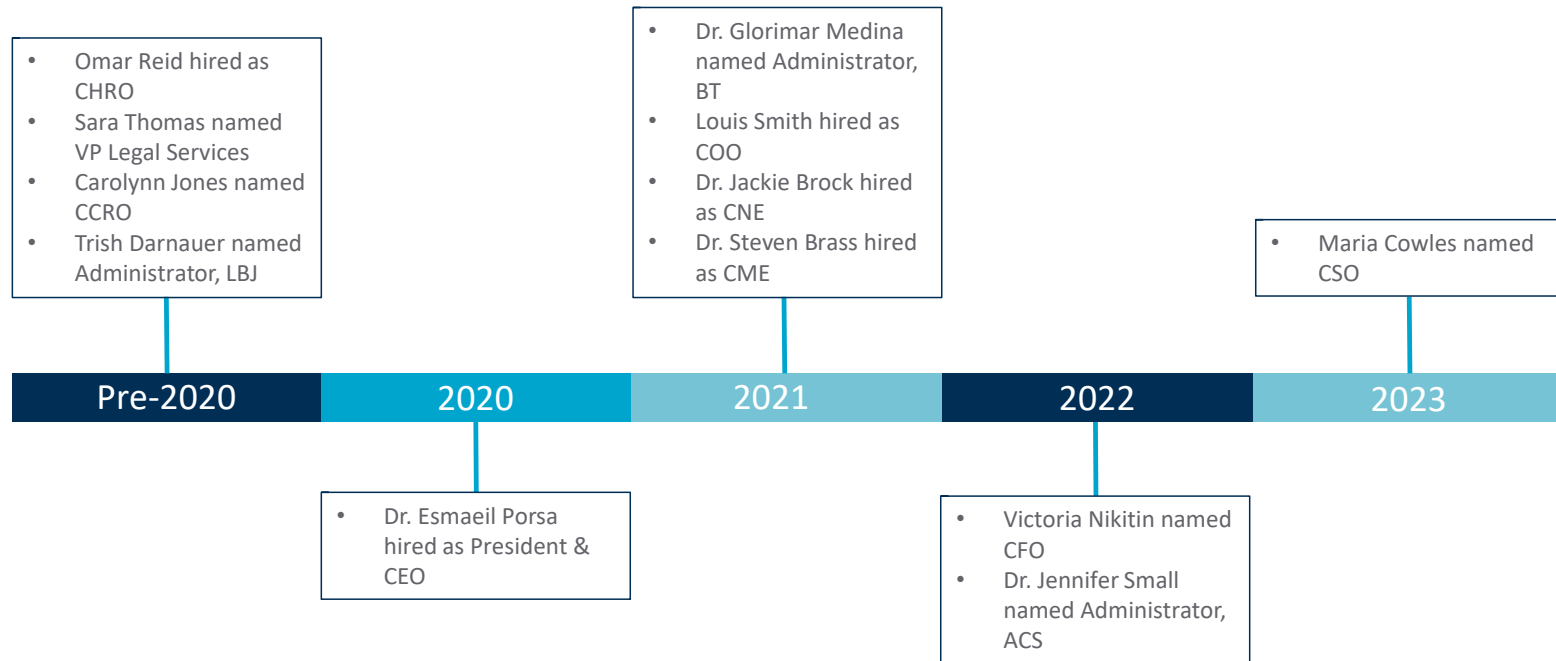 • Omar Reid hired as
CHRO
• Sara Thomas named
VP Legal Services
• Carolynn Jones named
CCRO
• Trish Darnauer named
Administrator, LBJ
• Dr. Glorimar Medina
named Administrator,
BT
• Louis Smith hired as
COO
• Dr. Jackie Brock hired
as CNE
• Dr. Steven Brass hired
as CME
• Maria Cowles named
CSO
Pre-2020
2020
2021
2022
2023
• Dr. Esmaeil Porsa
hired as President &
CEO
• Victoria Nikitin named
CFO
• Dr. Jennifer Small
named Administrator,
ACS